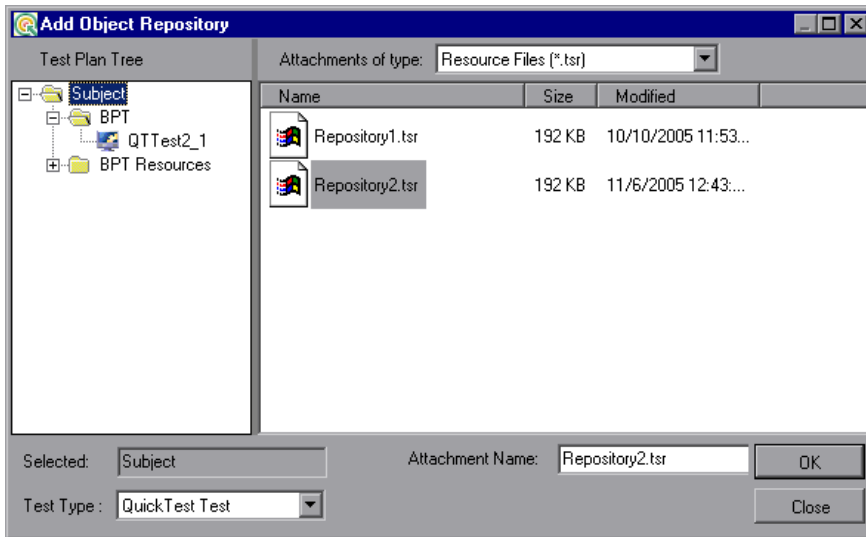 Add Object Repository
Test Plan Tree
Attachments of type: Resource Files (*.tsr)
Subject
BPT
QTTest2_1
BPT Resources
Name Size Modified
Repository1.tsr 192 KB 10/10/2005 11:53...
Repository2.tsr 192 KB 11/6/2005 12:43:...
Selected: Subject
Attachment Name: Repository2.tsr
OK
Test Type : QuickTest Test
Close